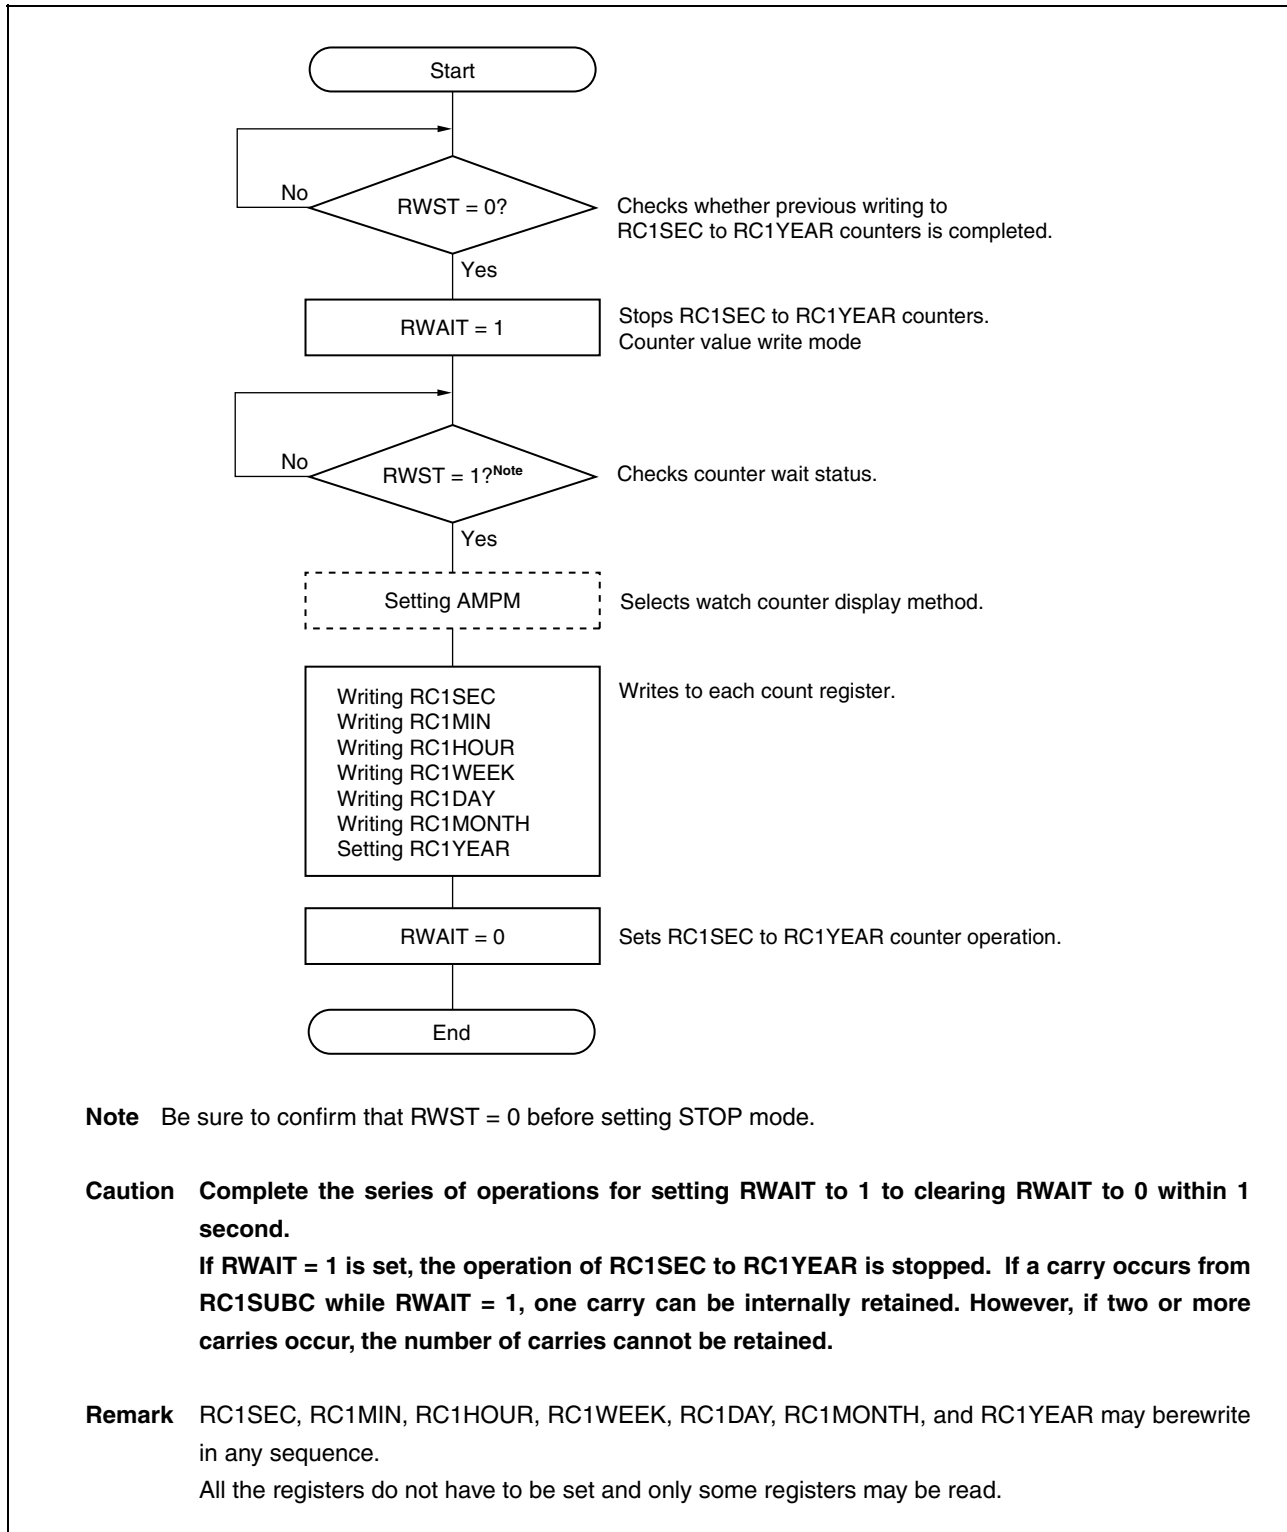 Start
No
RWST = 0?
Checks whether previous writing to
RC1SEC to RC1YEAR counters is completed.
Yes
RWAIT = 1
Stops RC1SEC to RC1YEAR counters.
Counter value write mode
No
RWST = 1?Note
Checks counter wait status.
Yes
Setting AMPM
Selects watch counter display method.
Writing RC1SEC
Writes to each count register.
Writing RC1MIN
Writing RC1HOUR
Writing RC1WEEK
Writing RC1DAY
Writing RC1MONTH
Setting RC1YEAR
RWAIT = 0
Sets RC1SEC to RC1YEAR counter operation.
End
Note Be sure to confirm that RWST = 0 before setting STOP mode.
Caution Complete the series of operations for setting RWAIT to 1 to clearing RWAIT to 0 within 1
second.
If RWAIT = 1 is set, the operation of RC1SEC to RC1YEAR is stopped. If a carry occurs from
RC1SUBC while RWAIT = 1, one carry can be internally retained. However, if two or more
carries occur, the number of carries cannot be retained.
Remark RC1SEC, RC1MIN, RC1HOUR, RC1WEEK, RC1DAY, RC1MONTH, and RC1YEAR may berewrite
in any sequence.
All the registers do not have to be set and only some registers may be read.